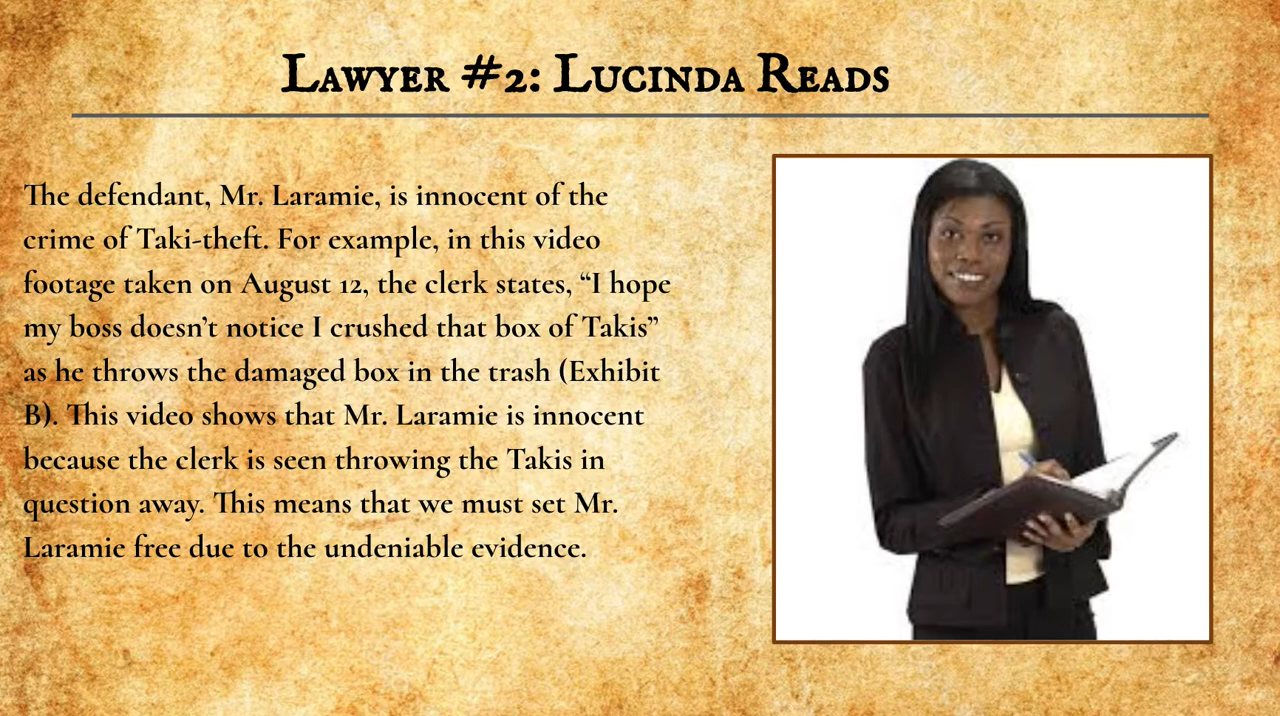 Lawyer #2: Lucinda Reads
The defendant, Mr. Laramie, is innocent of the
crime of Taki-theft. For example, in this video
footage taken on August 12, the clerk states, “I hope
my boss doesn’t notice I crushed that box of Takis”
as he throws the damaged box in the trash (Exhibit
B). This video shows that Mr. Laramie is innocent
because the clerk is seen throwing the Takis in
question away. This means that we must set Mr.
Laramie free due to the undeniable evidence.